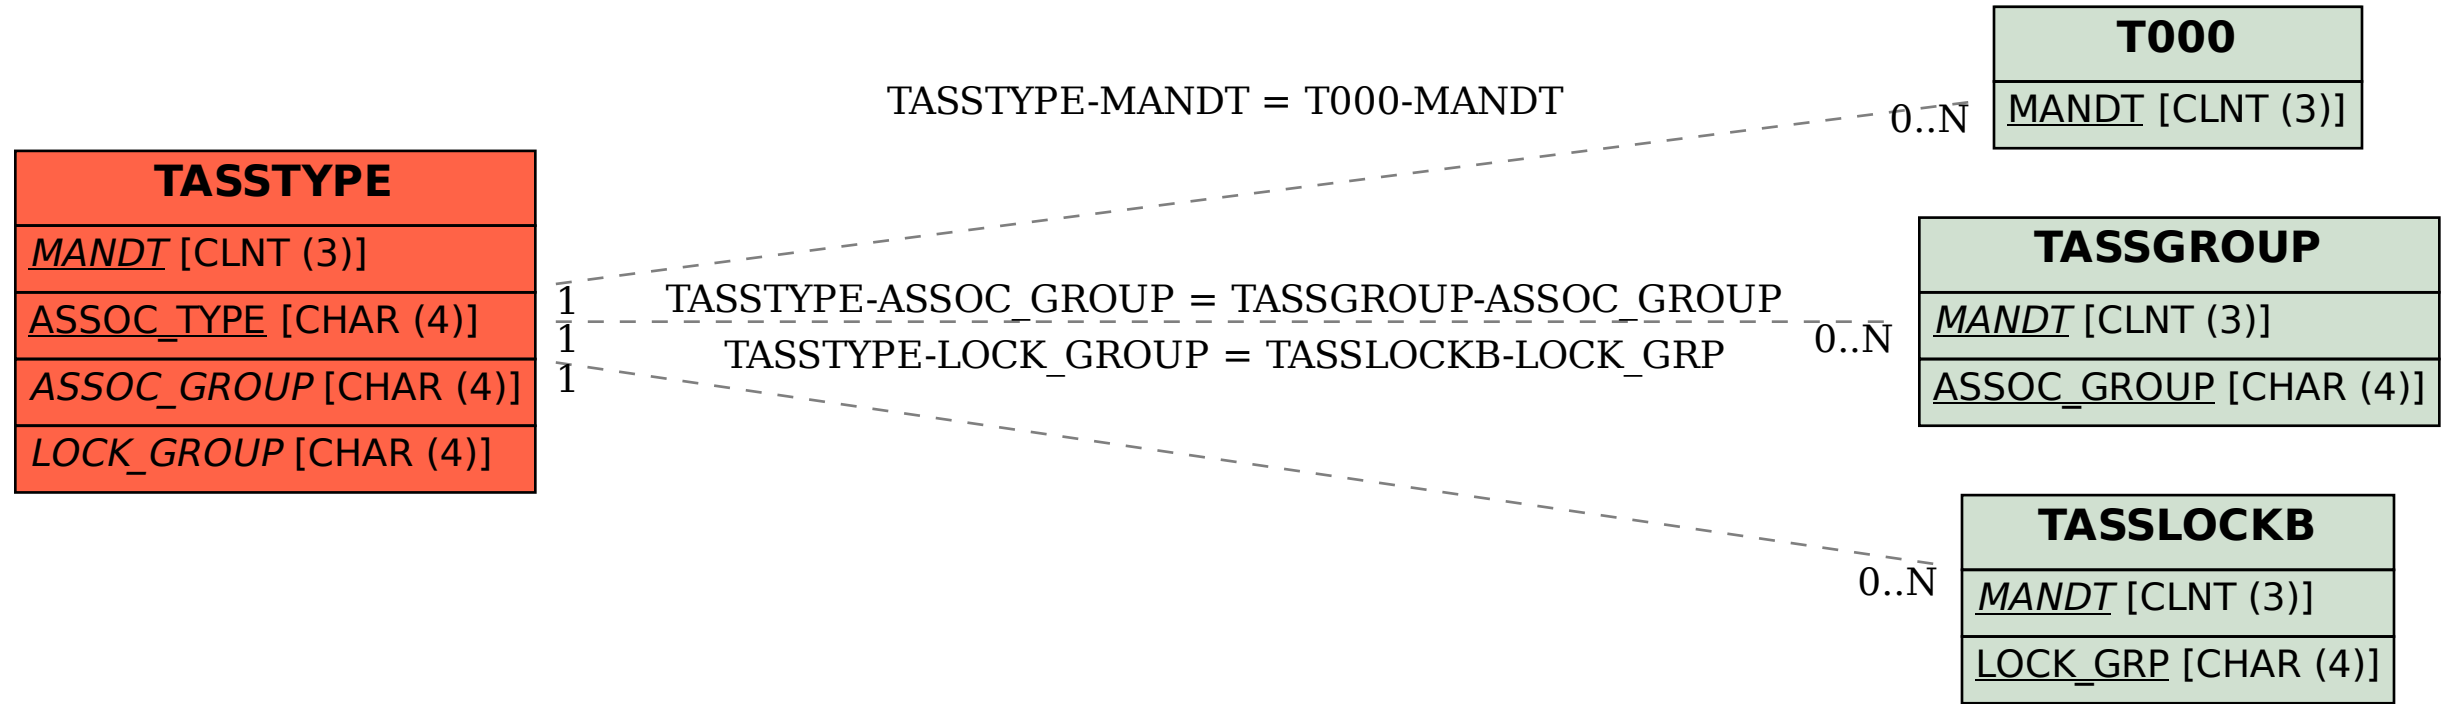 TASSTYPE
MANDT [CLNT (3)]
ASSOC_TYPE [CHAR (4)]
ASSOC_GROUP [CHAR (4)]
LOCK_GROUP [CHAR (4)]
TASSTYPE-MANDT = T000-MANDT
1
0..N
TASSTYPE-ASSOC_GROUP = TASSGROUP-ASSOC_GROUP
1
0..N
TASSTYPE-LOCK_GROUP = TASSLOCKB-LOCK_GRP
1
0..N
T000
MANDT [CLNT (3)]
TASSGROUP
MANDT [CLNT (3)]
ASSOC_GROUP [CHAR (4)]
TASSLOCKB
MANDT [CLNT (3)]
LOCK_GRP [CHAR (4)]